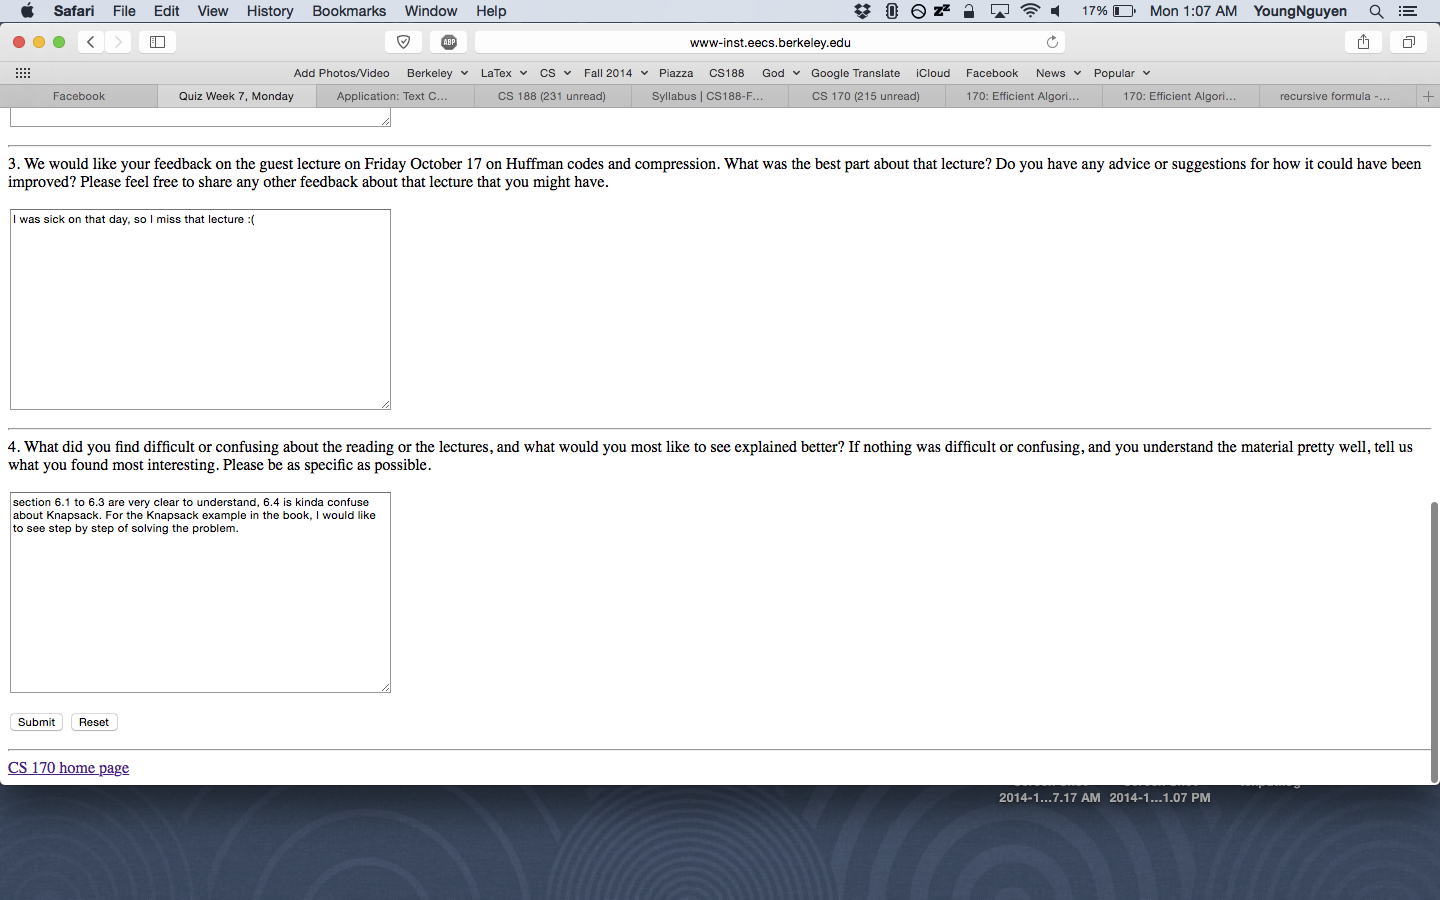 Safari File Edit View History Bookmarks Window Help 17% Mon 1:07 AM YoungNguyen
ABP www-inst.eecs.berkeley.edu
Add Photos/Video Berkeley LaTex CS Fall 2014 Piazza CS188 God Google Translate iCloud Facebook News Popular
Facebook Quiz Week 7, Monday Application: Text C... CS 188 (231 unread) Syllabus | CS188-F... CS 170 (215 unread) 170: Efficient Algori... 170: Efficient Algori... recursive formula -...
3. We would like your feedback on the guest lecture on Friday October 17 on Huffman codes and compression. What was the best part about that lecture? Do you have any advice or suggestions for how it could have been
improved? Please feel free to share any other feedback about that lecture that you might have.
I was sick on that day, so I miss that lecture :(
4. What did you find difficult or confusing about the reading or the lectures, and what would you most like to see explained better? If nothing was difficult or confusing, and you understand the material pretty well, tell us
what you found most interesting. Please be as specific as possible.
section 6.1 to 6.3 are very clear to understand, 6.4 is kinda confuse
about Knapsack. For the Knapsack example in the book, I would like
to see step by step of solving the problem.
Submit Reset
CS 170 home page
2014-1...7.17 AM 2014-1...1.07 PM